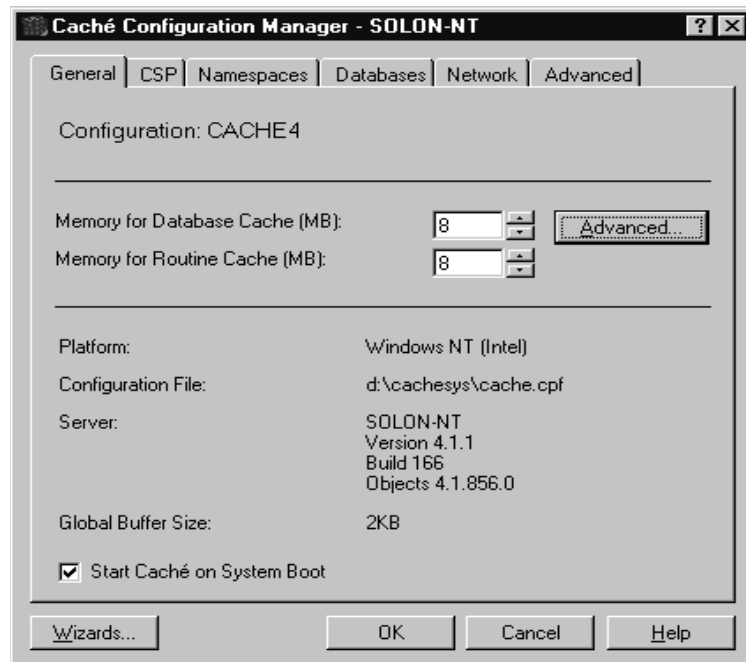 Caché Configuration Manager - SOLON-NT
General CSP Namespaces Databases Network Advanced
Configuration: CACHE4
Memory for Database Cache (MB): 8 Advanced...
Memory for Routine Cache (MB): 8
Platform: Windows NT (Intel)
Configuration File: d:\cachesys\cache.cpf
Server: SOLON-NT
Version 4.1.1
Build 166
Objects 4.1.856.0
Global Buffer Size: 2KB
Start Caché on System Boot
Wizards... OK Cancel Help